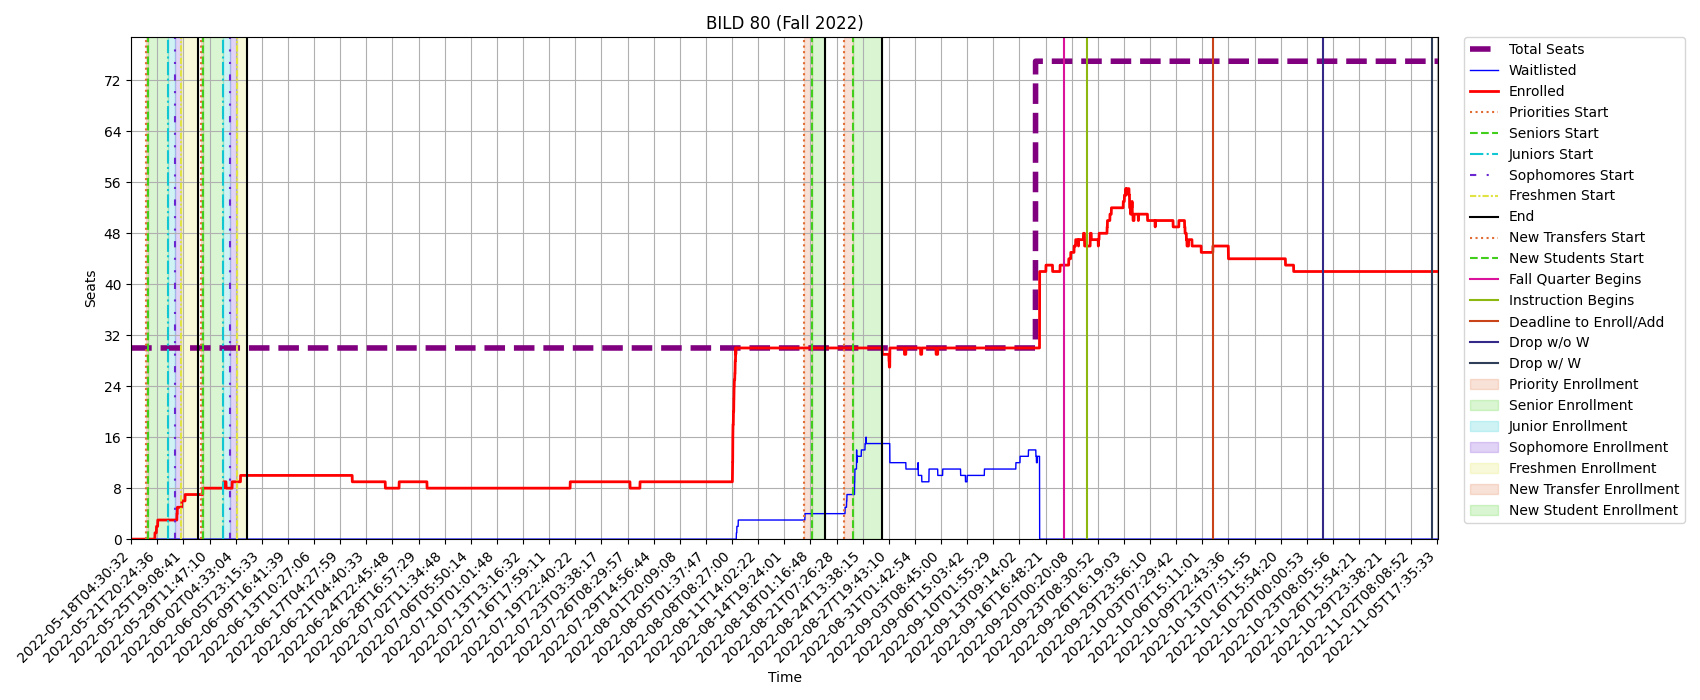 BILD 80 (Fall 2022)
Seats
72
64
56
48
40
32
24
16
8
0
2022-05-18T04:30:32
2022-05-21T20:24:36
2022-05-25T19:08:41
2022-05-29T11:47:10
2022-06-02T04:33:04
2022-06-05T23:15:33
2022-06-09T16:41:39
2022-06-13T10:27:06
2022-06-17T04:27:59
2022-06-21T04:40:33
2022-06-24T22:45:48
2022-06-28T16:57:29
2022-07-02T11:34:48
2022-07-06T05:50:14
2022-07-10T01:01:48
2022-07-13T13:16:32
2022-07-16T17:59:11
2022-07-19T22:40:22
2022-07-23T03:38:17
2022-07-26T08:29:57
2022-07-29T14:56:44
2022-08-01T20:09:08
2022-08-05T01:37:47
2022-08-08T08:27:00
2022-08-11T14:02:22
2022-08-14T19:24:01
2022-08-18T01:16:48
2022-08-21T07:26:28
2022-08-24T13:38:15
2022-08-27T19:43:10
2022-08-31T01:42:54
2022-09-03T08:45:00
2022-09-06T15:03:42
2022-09-10T01:55:29
2022-09-13T09:14:02
2022-09-16T16:48:21
2022-09-20T00:20:08
2022-09-23T08:30:52
2022-09-26T16:19:03
2022-09-29T23:56:10
2022-10-03T07:29:42
2022-10-06T15:11:01
2022-10-09T22:43:36
2022-10-13T07:51:55
2022-10-16T15:54:20
2022-10-20T00:00:53
2022-10-23T08:05:56
2022-10-26T15:54:21
2022-10-29T23:38:21
2022-11-02T08:08:52
2022-11-05T17:35:33
Time
Total Seats
Waitlisted
Enrolled
Priorities Start
Seniors Start
Juniors Start
Sophomores Start
Freshmen Start
End
New Transfers Start
New Students Start
Fall Quarter Begins
Instruction Begins
Deadline to Enroll/Add
Drop w/o W
Drop w/ W
Priority Enrollment
Senior Enrollment
Junior Enrollment
Sophomore Enrollment
Freshmen Enrollment
New Transfer Enrollment
New Student Enrollment